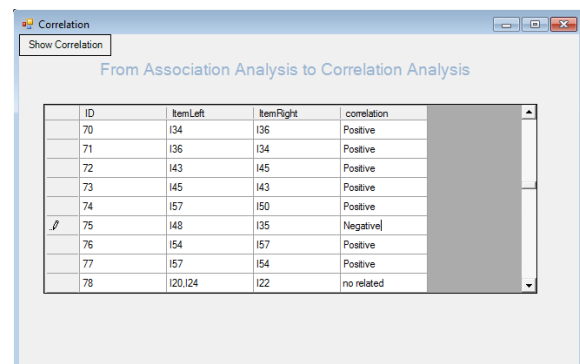 Correlation
Show Correlation
From Association Analysis to Correlation Analysis
ID ItemLeft ItemRight correlation
70 I34 I36 Positive
71 I36 I34 Positive
72 I43 I45 Positive
73 I45 I43 Positive
74 I57 I50 Positive
75 I48 I35 Negative
76 I54 I57 Positive
77 I57 I54 Positive
78 I20,I24 I22 no related